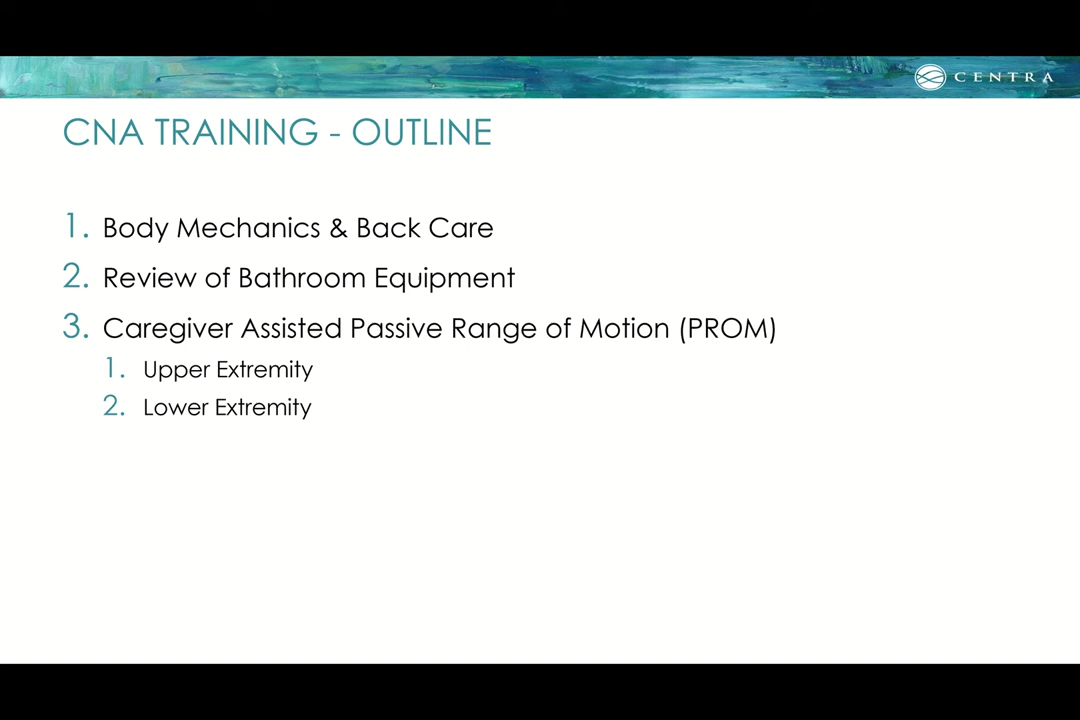 CENTRA
CNA TRAINING - OUTLINE
1. Body Mechanics & Back Care
2. Review of Bathroom Equipment
3. Caregiver Assisted Passive Range of Motion (PROM)
1. Upper Extremity
2. Lower Extremity